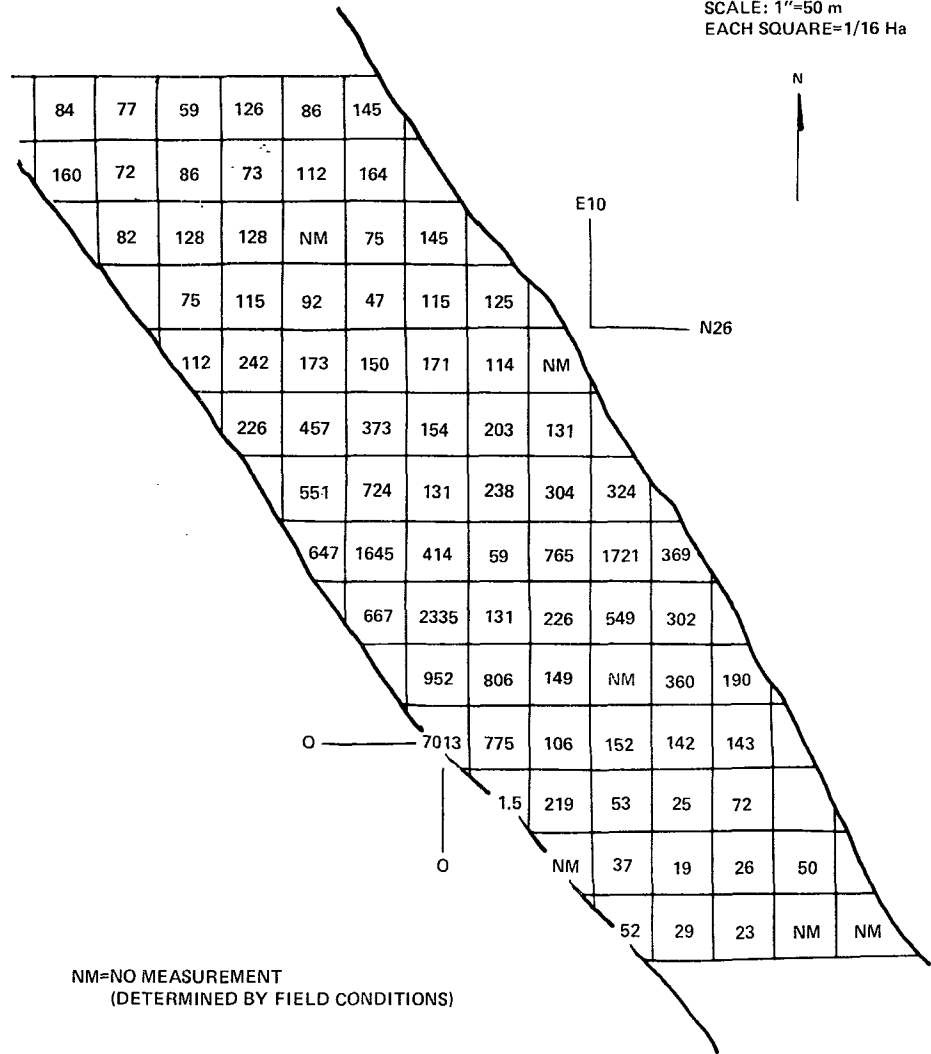 SCALE: 1″=50 m
EACH SQUARE=1/16 Ha
N
84 77 59 126 86 145
160 72 86 73 112 164
E10
82 128 128 NM 75 145
75 115 92 47 115 125
N26
112 242 173 150 171 114 NM
226 457 373 154 203 131
551 724 131 238 304 324
647 1645 414 59 765 1721 369
667 2335 131 226 549 302
952 806 149 NM 360 190
O 7013 775 106 152 142 143
1.5 219 53 25 72
O NM 37 19 26 50
52 29 23 NM NM
NM=NO MEASUREMENT
(DETERMINED BY FIELD CONDITIONS)